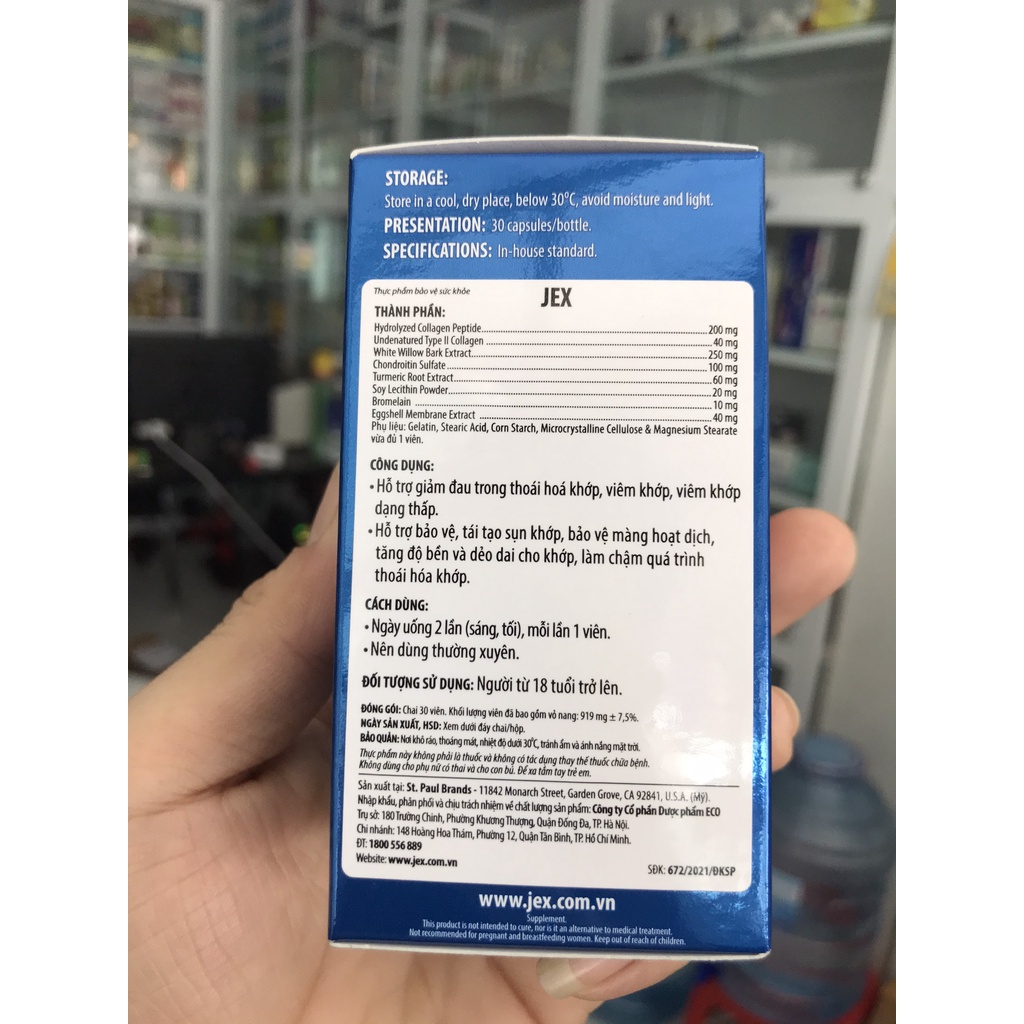 STORAGE:
Store in a cool, dry place, below 30°C, avoid moisture and light.
PRESENTATION: 30 capsules/bottle.
SPECIFICATIONS: In-house standard.
Thực phẩm bảo vệ sức khỏe
JEX
THÀNH PHẦN:
Hydrolyzed Collagen Peptide 200 mg
Undenatured Type II Collagen 40 mg
White Willow Bark Extract 250 mg
Chondroitin Sulfate 100 mg
Turmeric Root Extract 60 mg
Soy Lecithin Powder 20 mg
Bromelain 10 mg
Eggshell Membrane Extract 40 mg
Phụ liệu: Gelatin, Stearic Acid, Corn Starch, Microcrystalline Cellulose & Magnesium Stearate
vừa đủ 1 viên.
CÔNG DỤNG:
• Hỗ trợ giảm đau trong thoái hoá khớp, viêm khớp, viêm khớp
dạng thấp.
• Hỗ trợ bảo vệ, tái tạo sụn khớp, bảo vệ màng hoạt dịch,
tăng độ bền và dẻo dai cho khớp, làm chậm quá trình
thoái hóa khớp.
CÁCH DÙNG:
• Ngày uống 2 lần (sáng, tối), mỗi lần 1 viên.
• Nên dùng thường xuyên.
ĐỐI TƯỢNG SỬ DỤNG: Người từ 18 tuổi trở lên.
ĐÓNG GÓI: Chai 30 viên. Khối lượng viên đã bao gồm vỏ nang: 919 mg ± 7,5%.
NGÀY SẢN XUẤT, HSD: Xem dưới đáy chai/hộp.
BẢO QUẢN: Nơi khô ráo, thoáng mát, nhiệt độ dưới 30°C, tránh ẩm và ánh nắng mặt trời.
Thực phẩm này không phải là thuốc và không có tác dụng thay thế thuốc chữa bệnh.
Không dùng cho phụ nữ có thai và cho con bú. Để xa tầm tay trẻ em.
Sản xuất tại: St. Paul Brands - 11842 Monarch Street, Garden Grove, CA 92841, U.S.A. (Mỹ).
Nhập khẩu, phân phối và chịu trách nhiệm về chất lượng sản phẩm: Công ty Cổ phần Dược phẩm ECO
Trụ sở: 180 Trường Chinh, Phường Khương Thượng, Quận Đống Đa, TP. Hà Nội.
Chi nhánh: 148 Hoàng Hoa Thám, Phường 12, Quận Tân Bình, TP. Hồ Chí Minh.
ĐT: 1800 556 889
Website: www.jex.com.vn
SĐK: 672/2021/ĐKSP
www.jex.com.vn
Supplement.
This product is not intended to cure, nor is it an alternative to medical treatment.
Not recommended for pregnant and breastfeeding women. Keep out of reach of children.